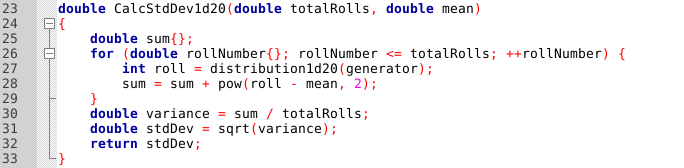 23 double CalcStdDev1d20(double totalRolls, double mean)
24 {
25 double sum{};
26 for (double rollNumber{}; rollNumber <= totalRolls; ++rollNumber) {
27 int roll = distribution1d20(generator);
28 sum = sum + pow(roll - mean, 2);
29 }
30 double variance = sum / totalRolls;
31 double stdDev = sqrt(variance);
32 return stdDev;
33 }